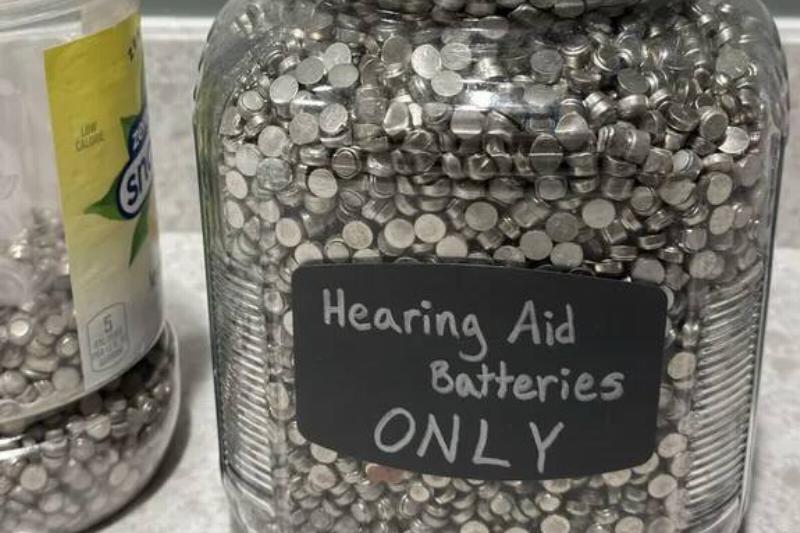 LOW
CALORIE
5
Hearing Aid
Batteries
ONLY